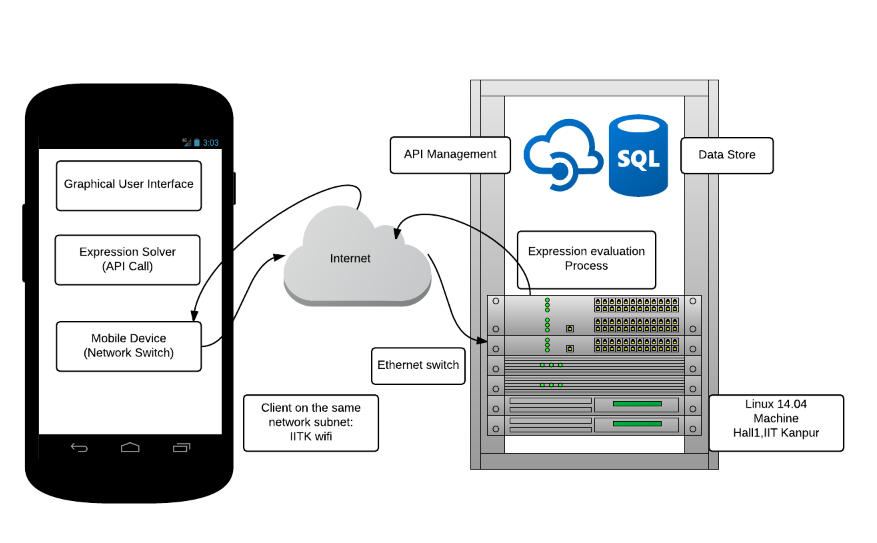 3:03
Graphical User Interface
Expression Solver
(API Call)
Mobile Device
(Network Switch)
Internet
Client on the same
network subnet:
IITK wifi
API Management
SQL
Data Store
Expression evaluation
Process
Ethernet switch
Linux 14.04
Machine
Hall1,IIT Kanpur